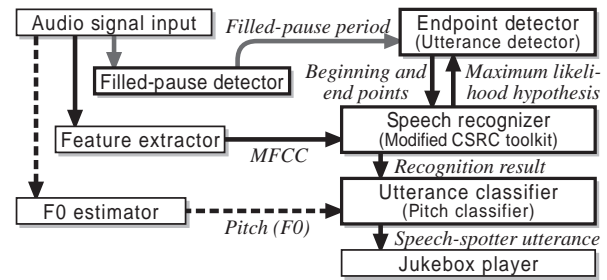 Audio signal input
Filled-pause period
Endpoint detector
(Utterance detector)
Filled-pause detector
Beginning and
end points
Maximum likeli-
hood hypothesis
Feature extractor
MFCC
Speech recognizer
(Modified CSRC toolkit)
Recognition result
F0 estimator
Pitch (F0)
Utterance classifier
(Pitch classifier)
Speech-spotter utterance
Jukebox player